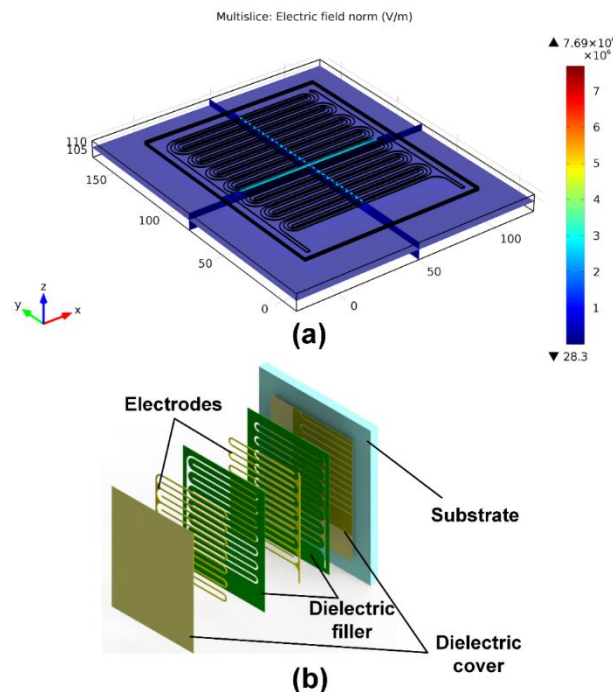 Multislice: Electric field norm (V/m)
▲ 7.69×10⁶
×10⁶
7
6
5
4
3
2
1
▼ 28.3
110
105
150
100
50
0
0
50
100
z
y
x
(a)
Electrodes
Substrate
Dielectric
filler
Dielectric
cover
(b)